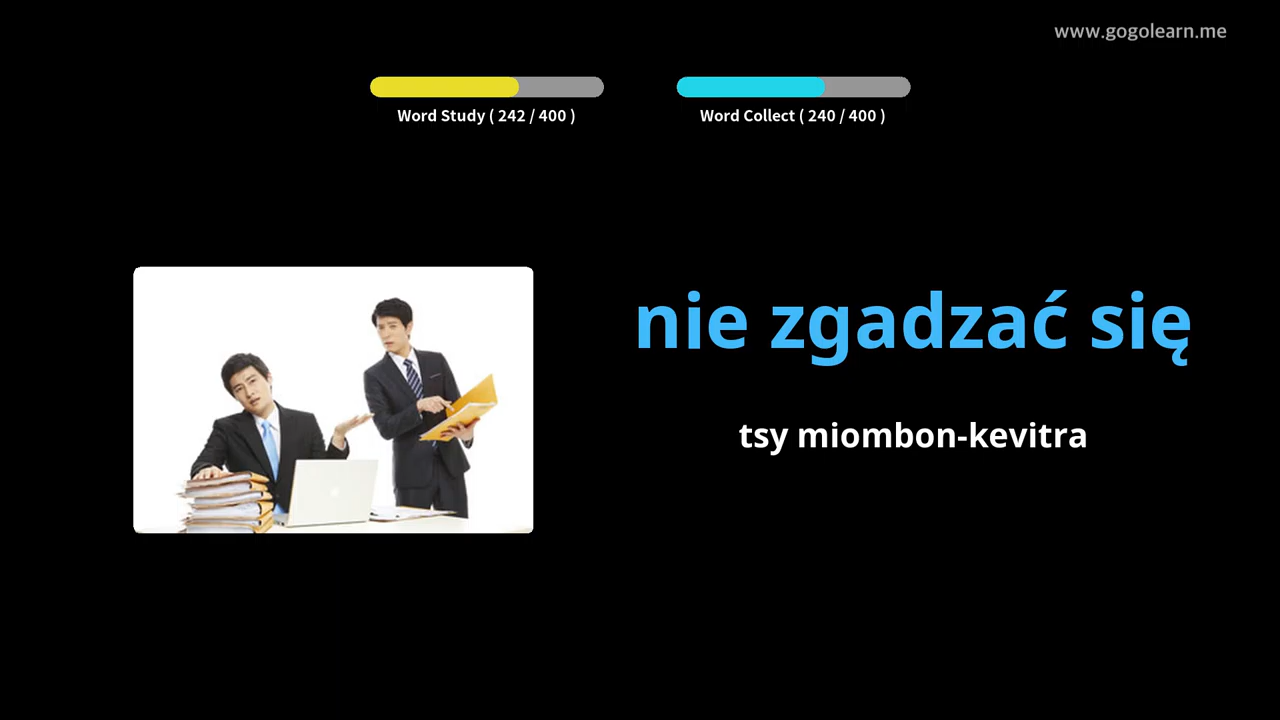 www.gogolearn.me
Word Study ( 242 / 400 )
Word Collect ( 240 / 400 )
nie zgadzać się
tsy miombon-kevitra